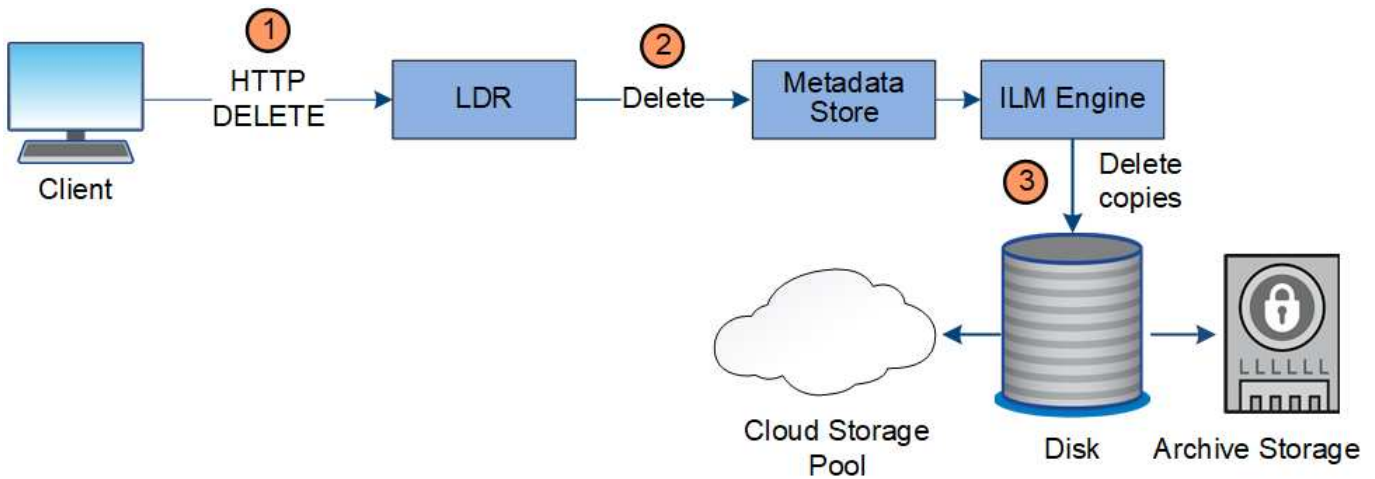 1
HTTP
DELETE
Client
LDR
2
Delete
Metadata
Store
ILM Engine
3
Delete
copies
LLLLLL
Cloud Storage
Pool
Disk
Archive Storage